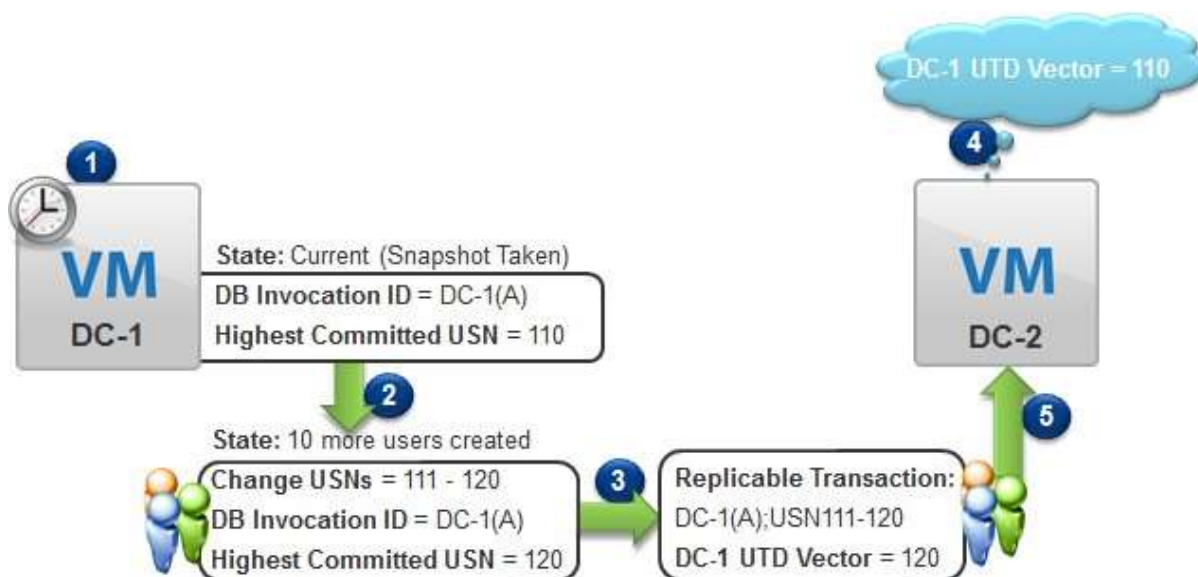 DC-1 UTD Vector = 110
1
4
VM
DC-1
State: Current (Snapshot Taken)
DB Invocation ID = DC-1(A)
Highest Committed USN = 110
VM
DC-2
2
5
State: 10 more users created
Change USNs = 111 - 120
DB Invocation ID = DC-1(A)
Highest Committed USN = 120
3
Replicable Transaction:
DC-1(A);USN111-120
DC-1 UTD Vector = 120